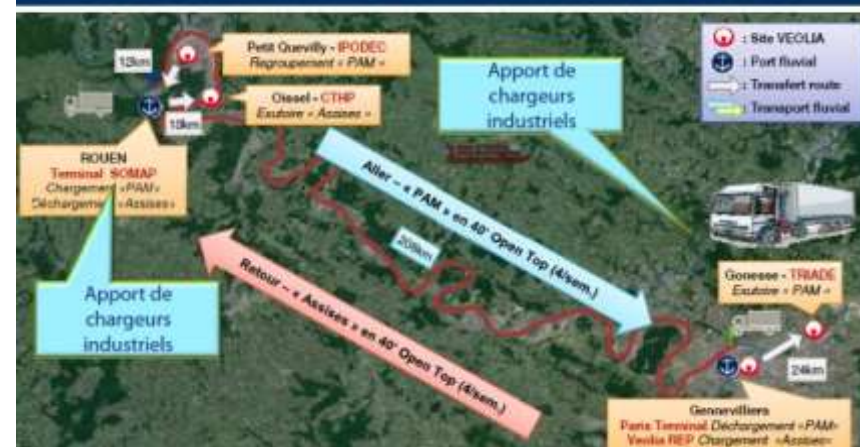 Petit Quevilly - IPODEC
Regroupement « PAM »
Oissel - CTHP
Exutoire « Assises »
12km
10km
ROUEN
Terminal SOMAP
Chargement «PAM»
Déchargement «Assises»
Apport de
chargeurs
industriels
Apport de
chargeurs
industriels
: Site VEOLIA
: Port fluvial
: Transfert route
: Transport fluvial
Aller – « PAM » en 40' Open Top (4/sem.)
209km
Retour – « Assises » en 40' Open Top (4/sem.)
Gonesse - TRIADE
Exutoire « PAM »
24km
Gennevilliers
Paris Terminal Déchargement «PAM»
Veolia REP Chargement «Assises»